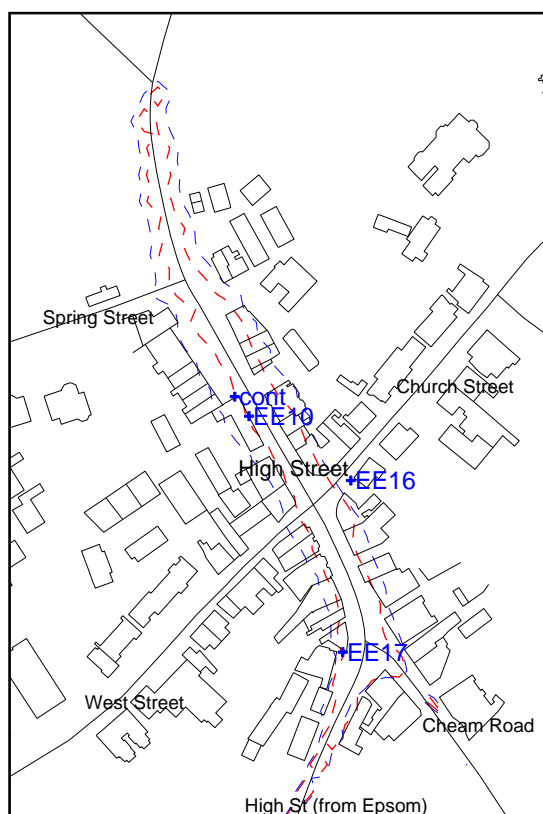 Spring Street
Church Street
cont
EE10
High Street
EE16
EE17
West Street
Cheam Road
High St (from Epsom)